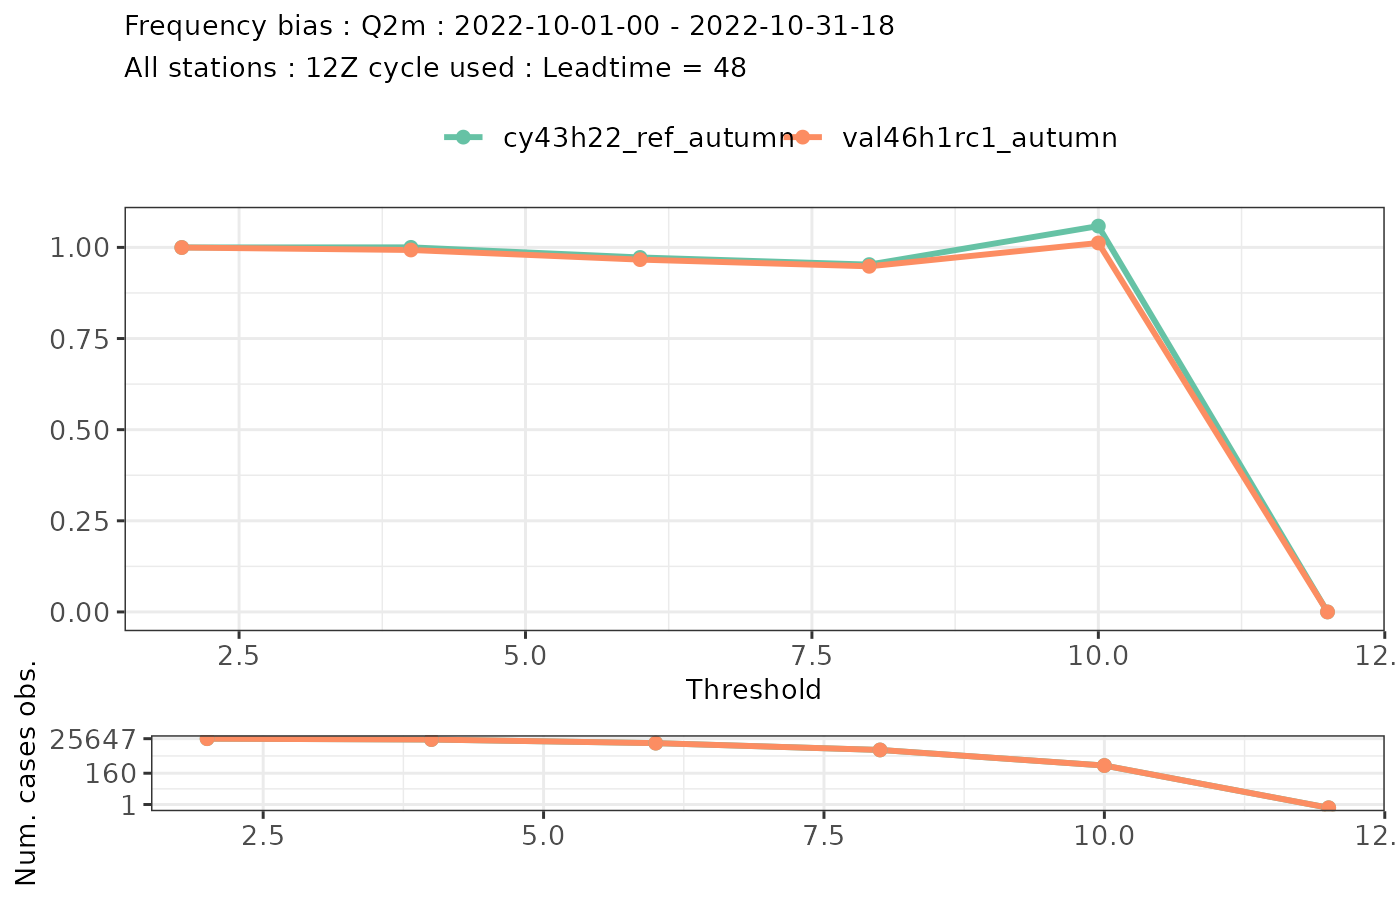 Frequency bias : Q2m : 2022-10-01-00 - 2022-10-31-18
All stations : 12Z cycle used : Leadtime = 48
cy43h22_ref_autumn val46h1rc1_autumn
1.00
0.75
0.50
0.25
0.00
2.5 5.0 7.5 10.0 12.
Threshold
Num. cases obs.
25647
160
1
2.5 5.0 7.5 10.0 12.